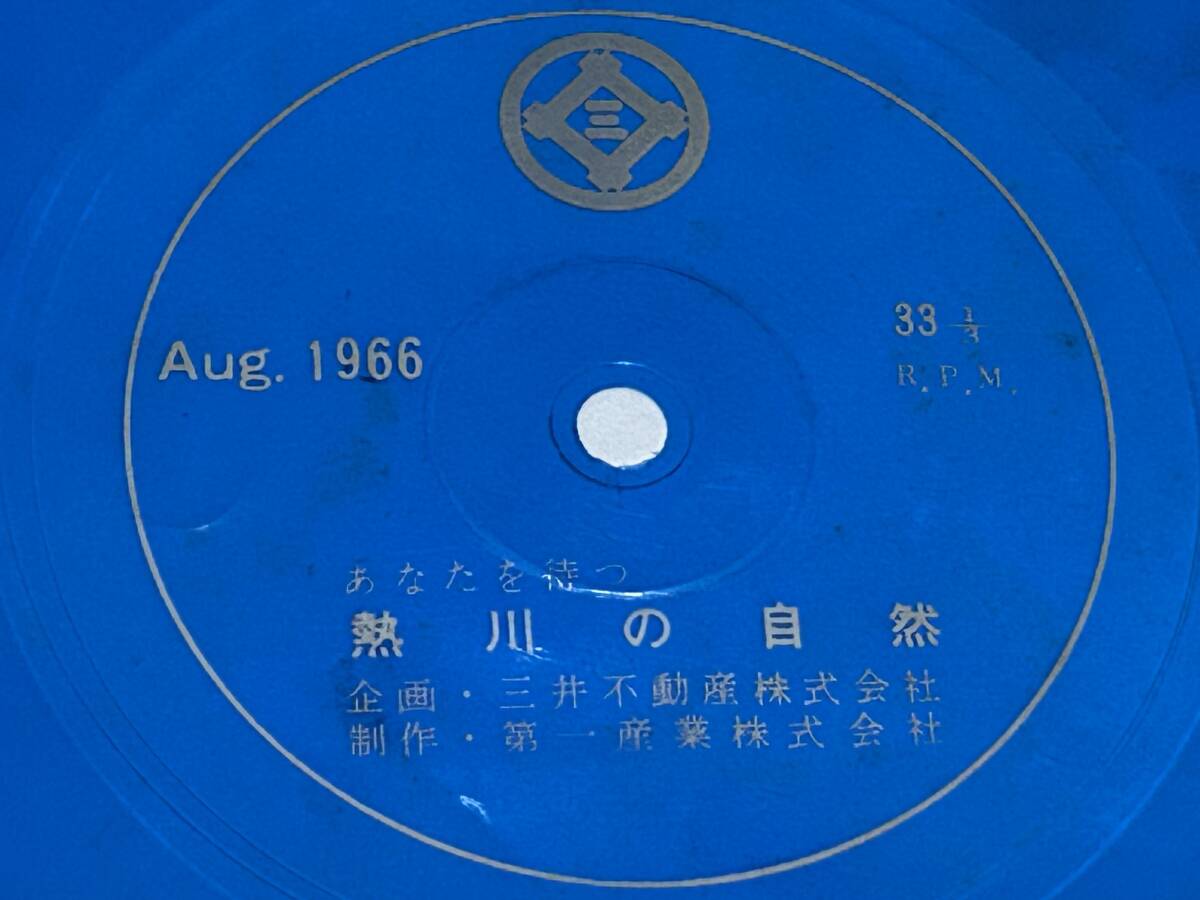 三
Aug. 1966
33 1/3
R.P.M.
あなたを待つ
熱川の自然
企画・三井不動産株式会社
制作・第一産業株式会社